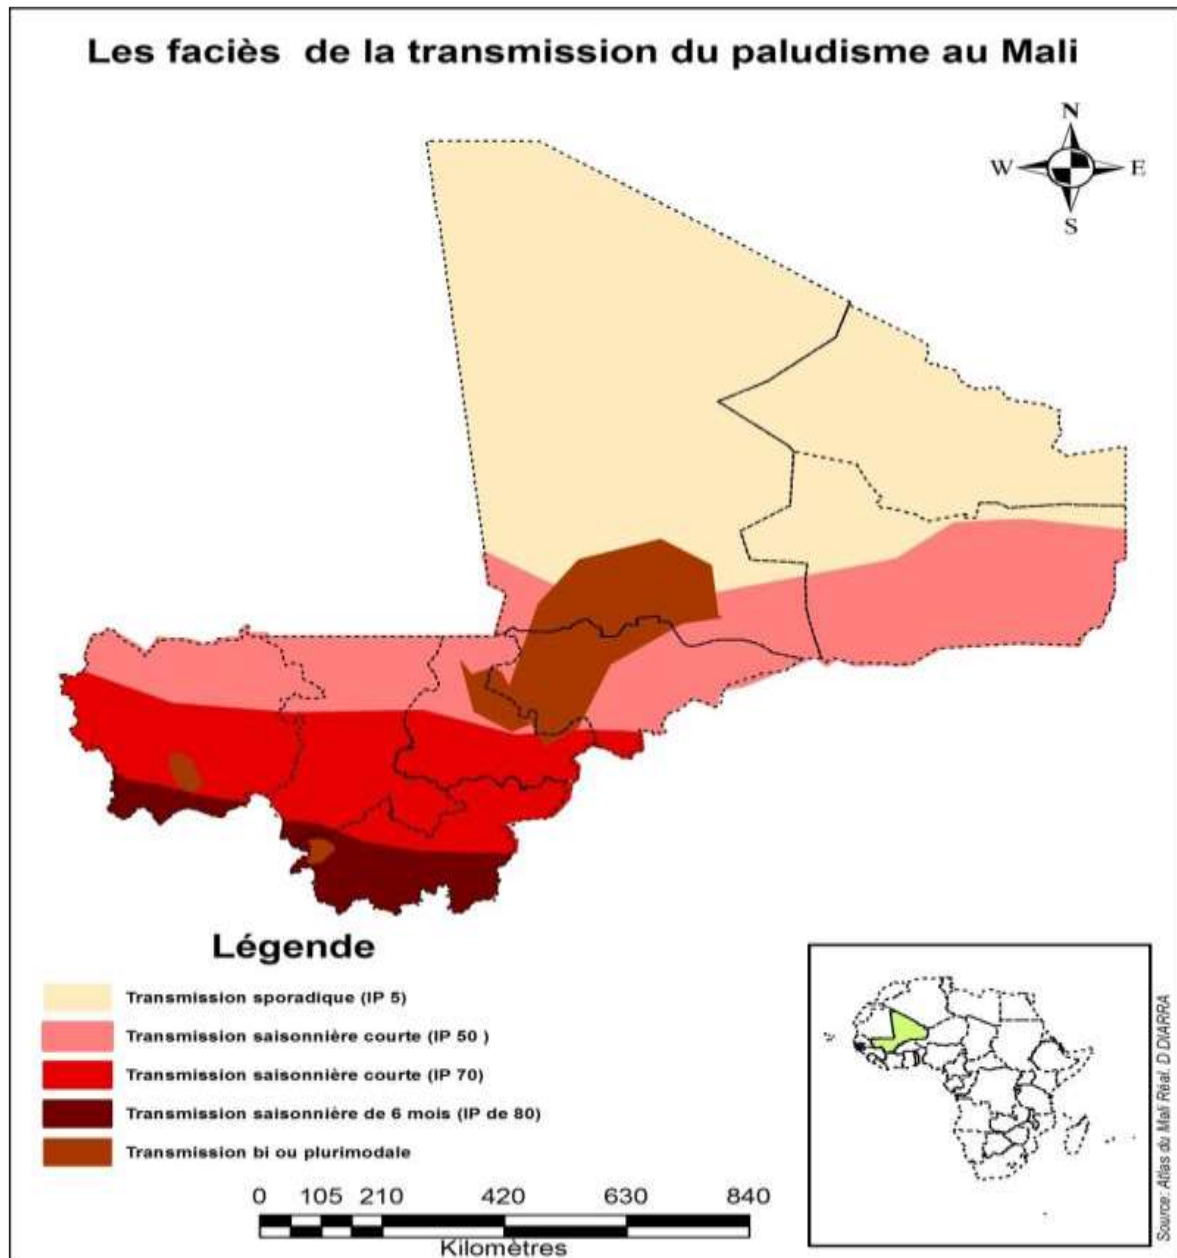 Les faciès de la transmission du paludisme au Mali
N
W E
S
Légende
Transmission sporadique (IP 5)
Transmission saisonnière courte (IP 50 )
Transmission saisonnière courte (IP 70)
Transmission saisonnière de 6 mois (IP de 80)
Transmission bi ou plurimodale
0 105 210 420 630 840
Kilomètres
Source: Atlas du Mali Réal. D DIARRA